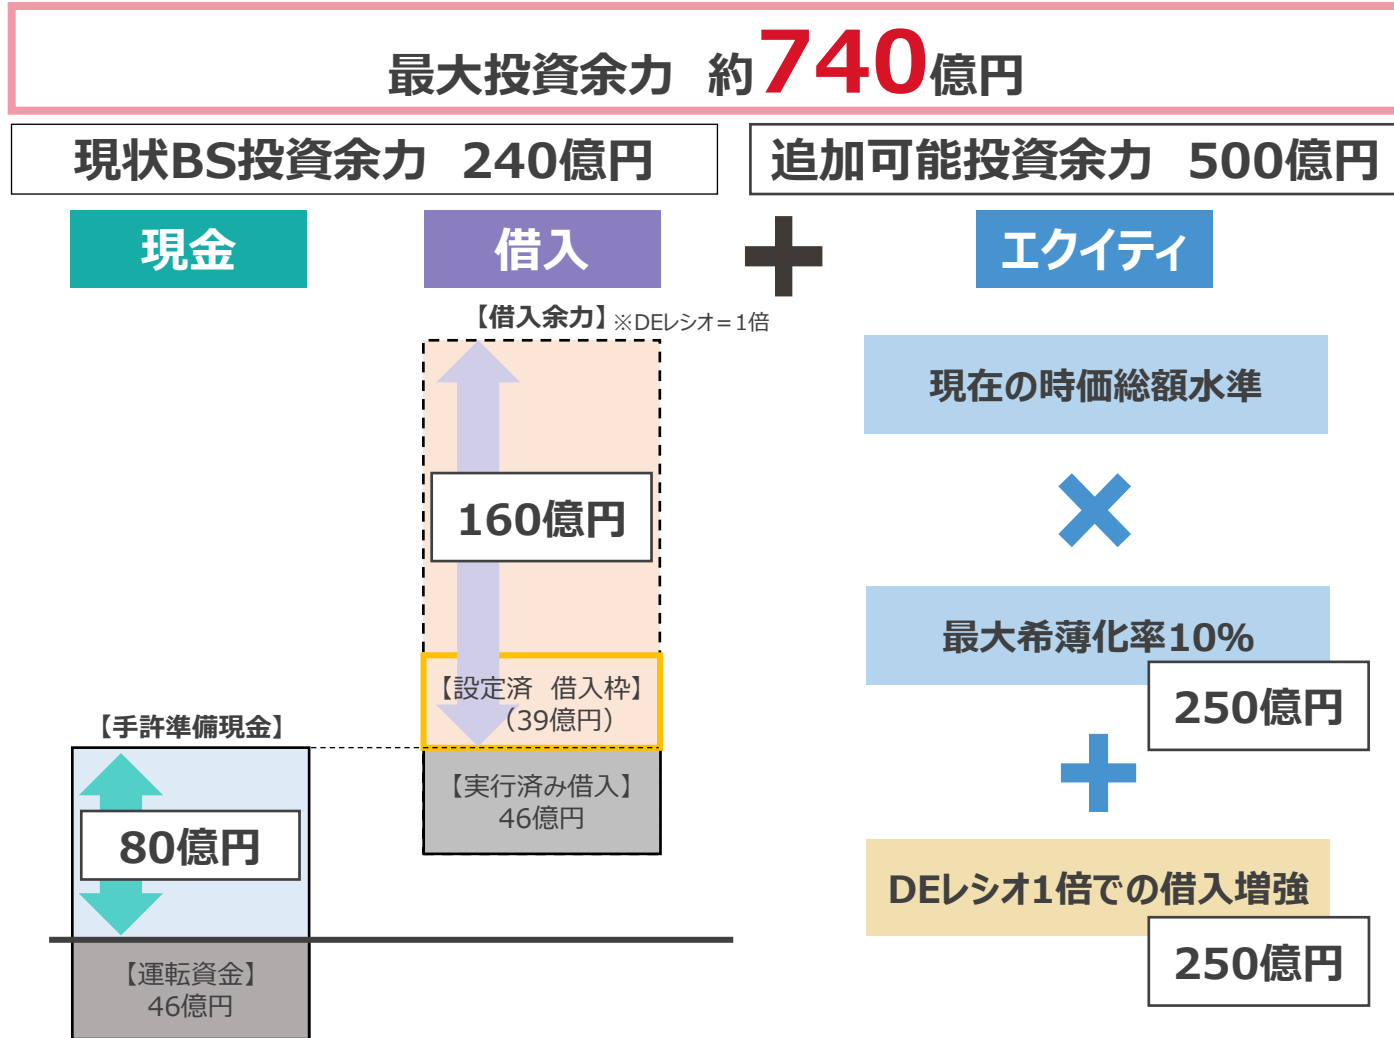 最大投資余力 約740億円
現状BS投資余力 240億円
追加可能投資余力 500億円
現金
借入
エクイティ
【借入余力】※DEレシオ=1倍
160億円
【設定済 借入枠】
（39億円）
【手許準備現金】
【実行済み借入】
46億円
80億円
【運転資金】
46億円
現在の時価総額水準
最大希薄化率10%
250億円
DEレシオ1倍での借入増強
250億円